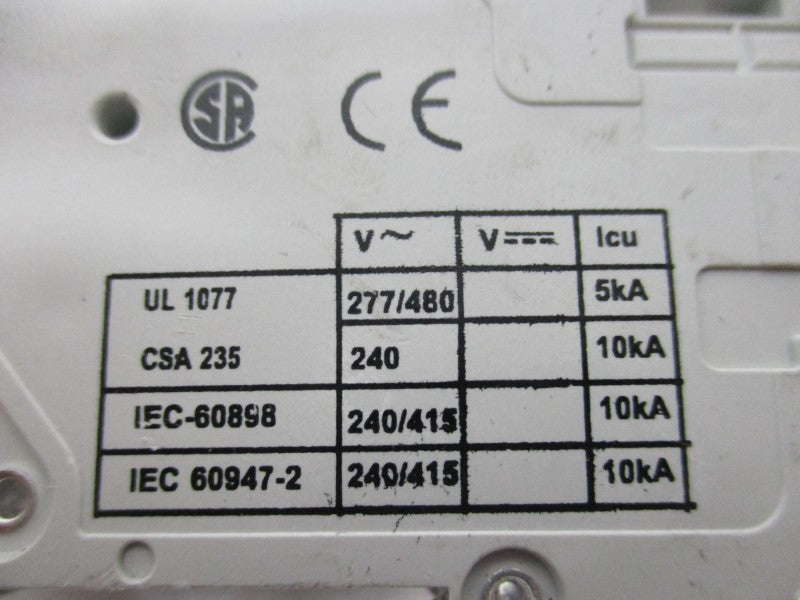 CSA CE
V~ V⎓ Icu
UL 1077 277/480 5kA
CSA 235 240 10kA
IEC-60898 240/415 10kA
IEC 60947-2 240/415 10kA